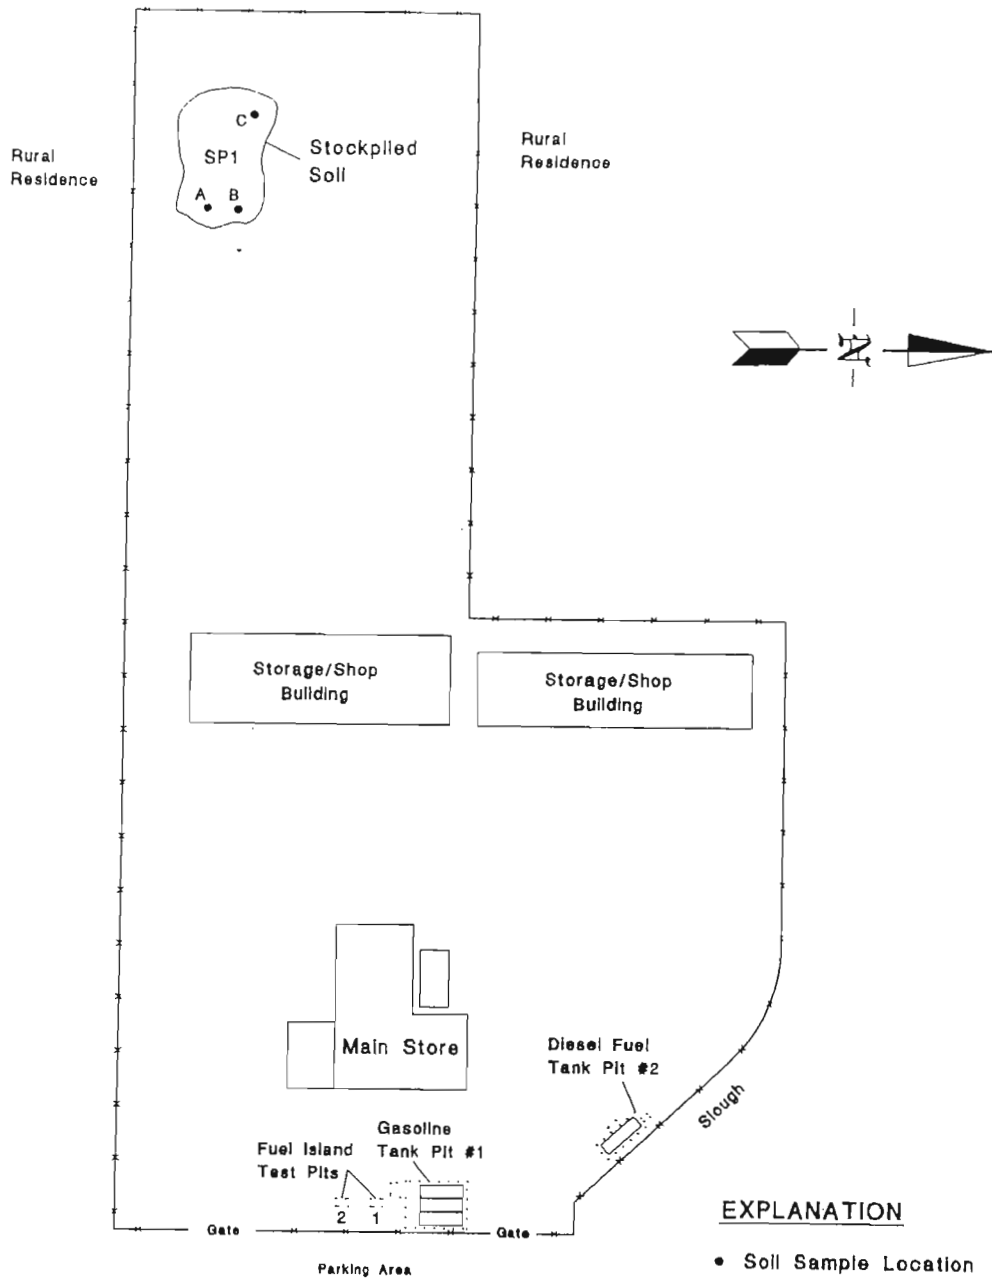 C
SP1
Stockpiled
Soil
A B
Rural
Residence
Rural
Residence
N
Storage/Shop
Building
Storage/Shop
Building
Main Store
Diesel Fuel
Tank Pit #2
Slough
Gasoline
Tank Pit #1
Fuel Island
Test Pits
2 1
Gate
Gate
Parking Area
EXPLANATION
Soil Sample Location